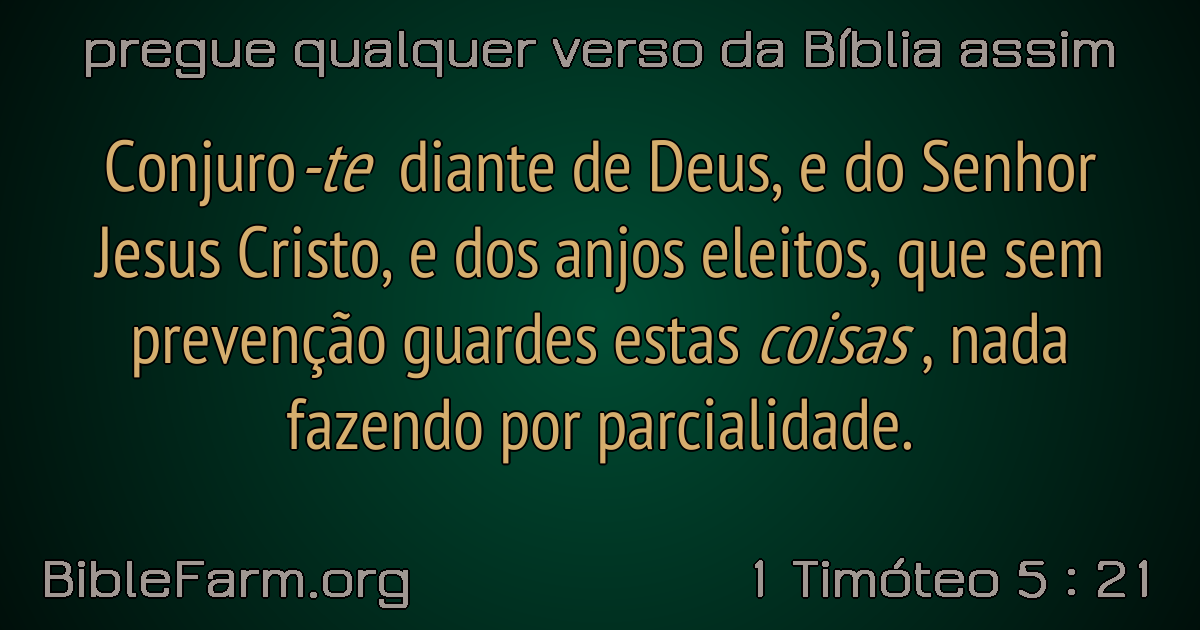 pregue qualquer verso da Bíblia assim
Conjuro-te diante de Deus, e do Senhor
Jesus Cristo, e dos anjos eleitos, que sem
prevenção guardes estas coisas , nada
fazendo por parcialidade.
BibleFarm.org
1 Timóteo 5 : 21